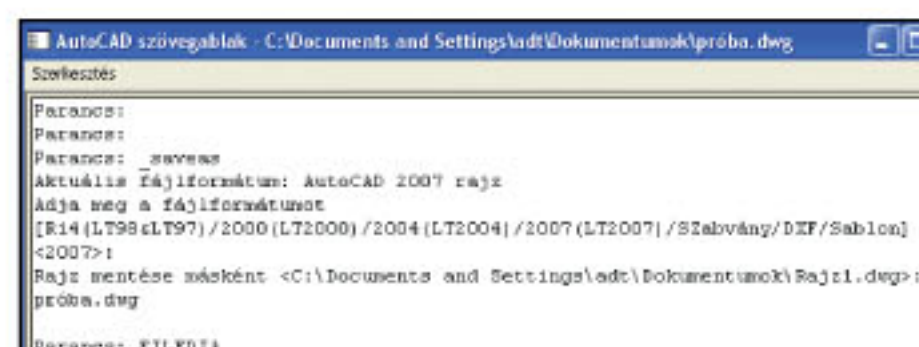 AutoCAD szövegablak - C:\Documents and Settings\adt\Dokumentumok\próba.dwg
Szerkesztés
Parancs:
Parancs:
Parancs: _saveas
Aktuális fájlformátum: AutoCAD 2007 rajz
Adja meg a fájlformátumot
[R14(LT98&LT97)/2000(LT2000)/2004(LT2004)/2007(LT2007)/SZabvány/DXF/Sablon]
<2007>:
Rajz mentése másként <C:\Documents and Settings\adt\Dokumentumok\Rajz1.dwg>:
próba.dwg
Parancs: FILEDIA